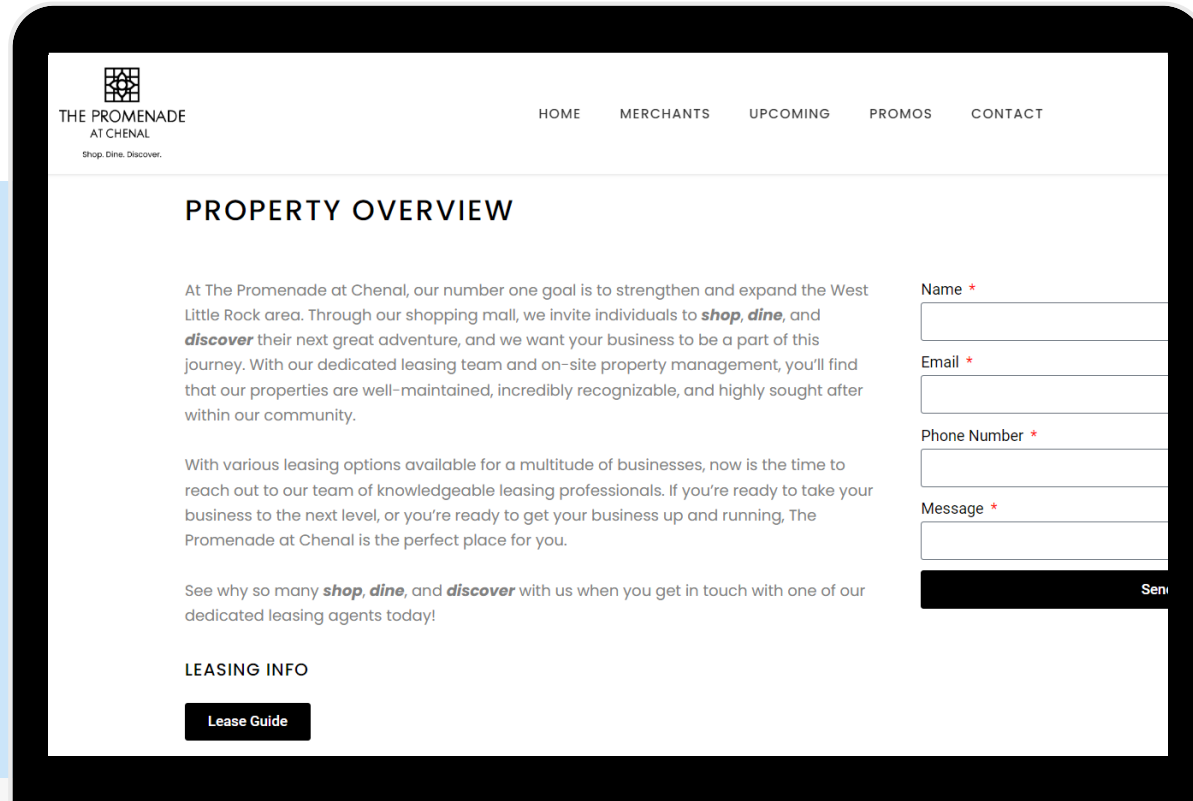 THE PROMENADE
AT CHENAL
Shop. Dine. Discover.
HOME MERCHANTS UPCOMING PROMOS CONTACT
PROPERTY OVERVIEW
At The Promenade at Chenal, our number one goal is to strengthen and expand the West
Little Rock area. Through our shopping mall, we invite individuals to shop, dine, and
discover their next great adventure, and we want your business to be a part of this
journey. With our dedicated leasing team and on-site property management, you’ll find
that our properties are well-maintained, incredibly recognizable, and highly sought after
within our community.
With various leasing options available for a multitude of businesses, now is the time to
reach out to our team of knowledgeable leasing professionals. If you’re ready to take your
business to the next level, or you’re ready to get your business up and running, The
Promenade at Chenal is the perfect place for you.
See why so many shop, dine, and discover with us when you get in touch with one of our
dedicated leasing agents today!
LEASING INFO
Lease Guide
Name *
Email *
Phone Number *
Message *